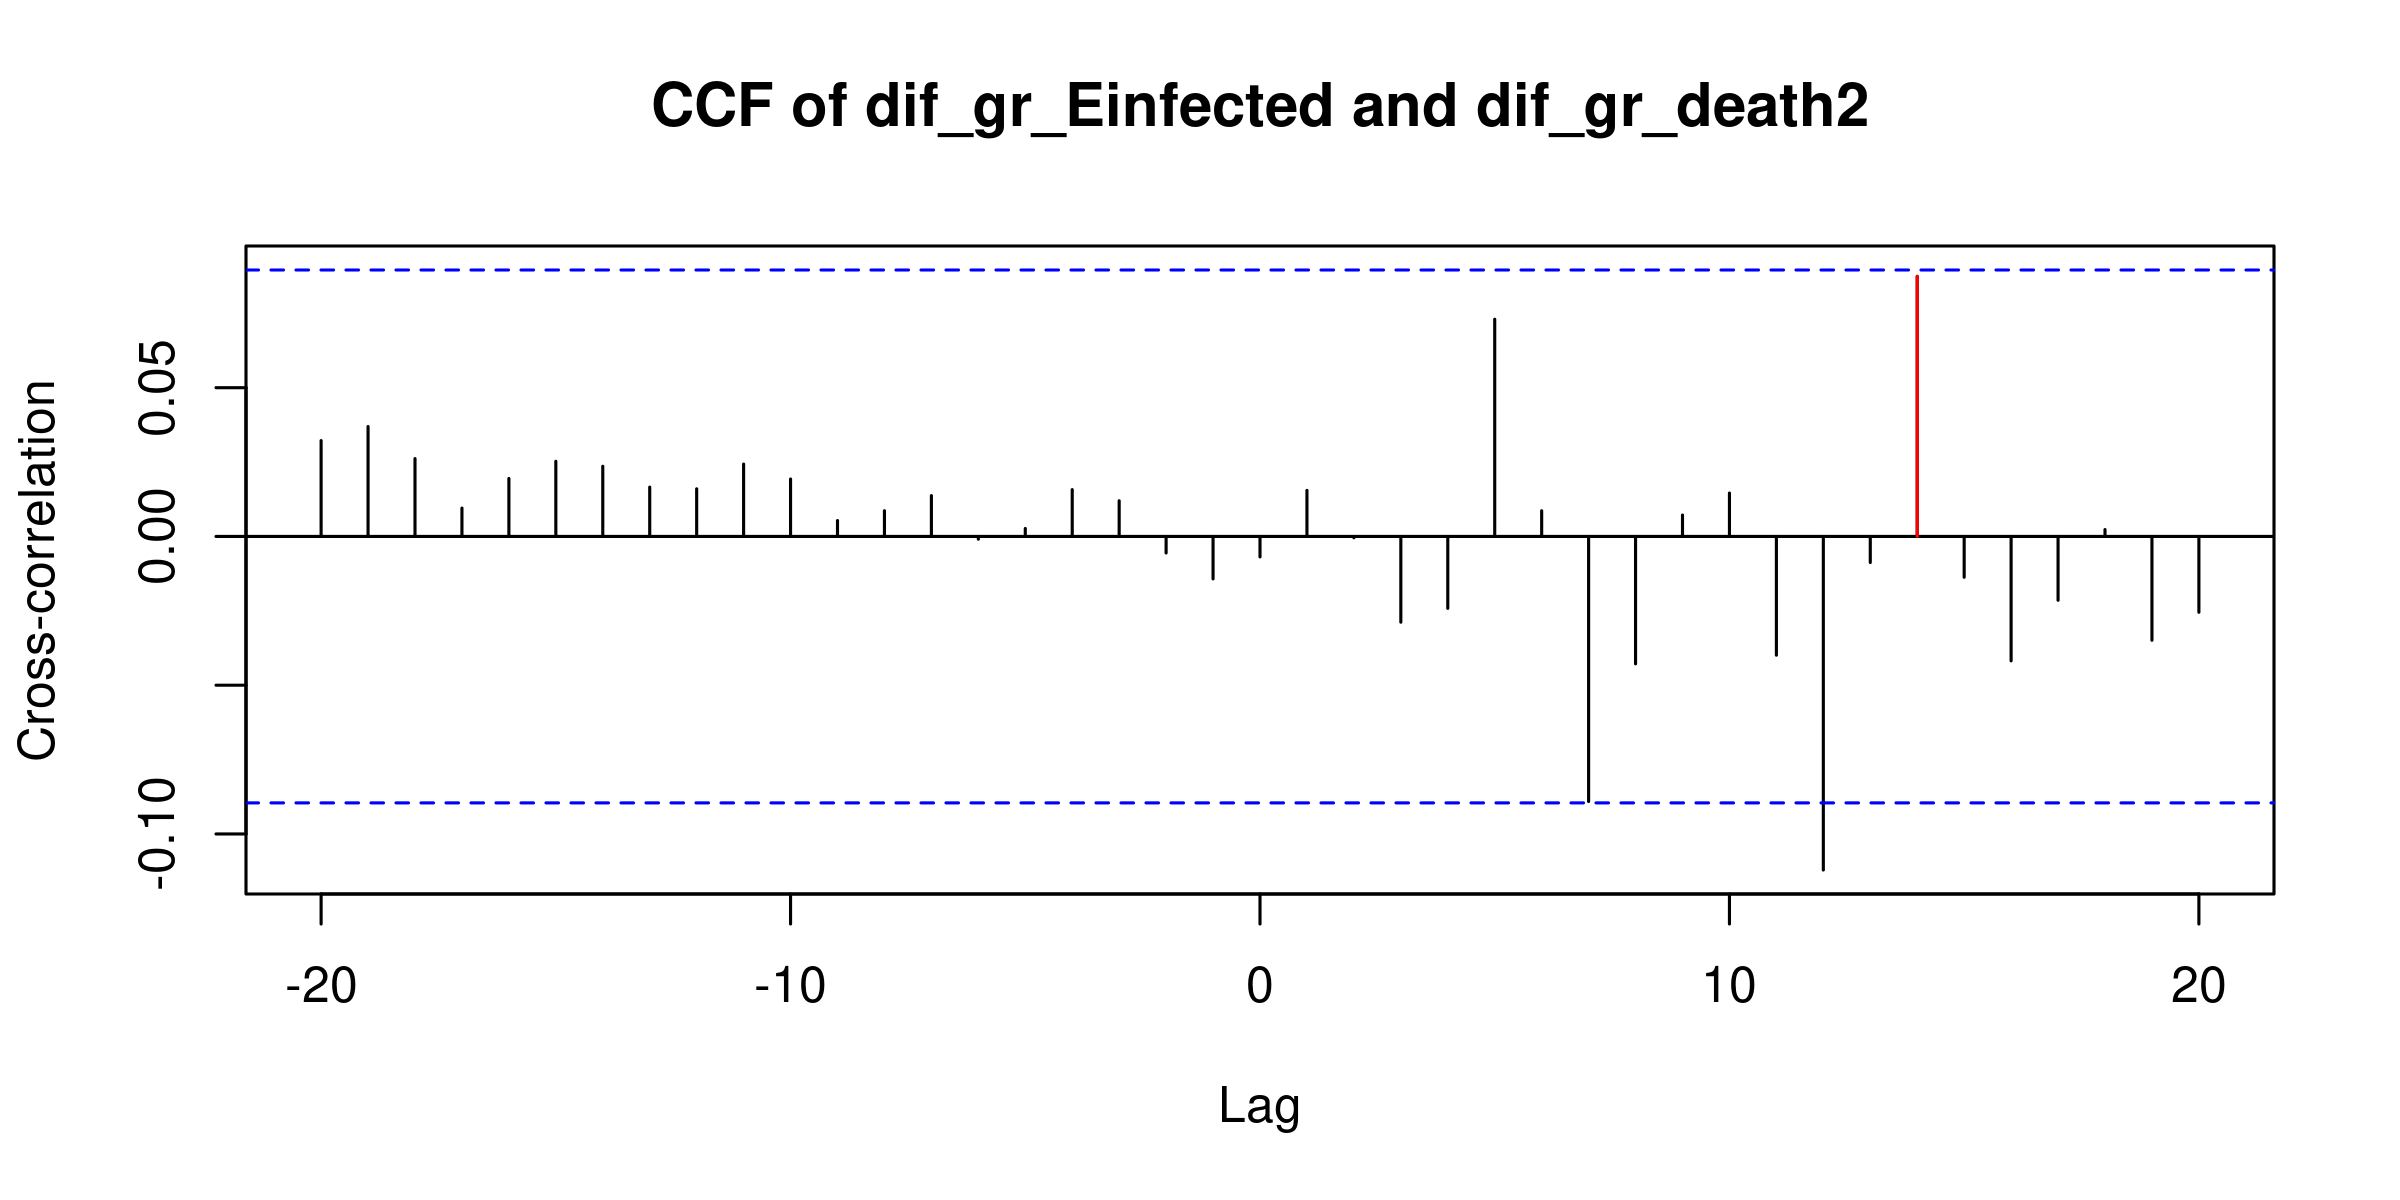 CCF of dif_gr_Einfected and dif_gr_death2
Cross-correlation
0.05
0.00
-0.10
-20 -10 0 10 20
Lag